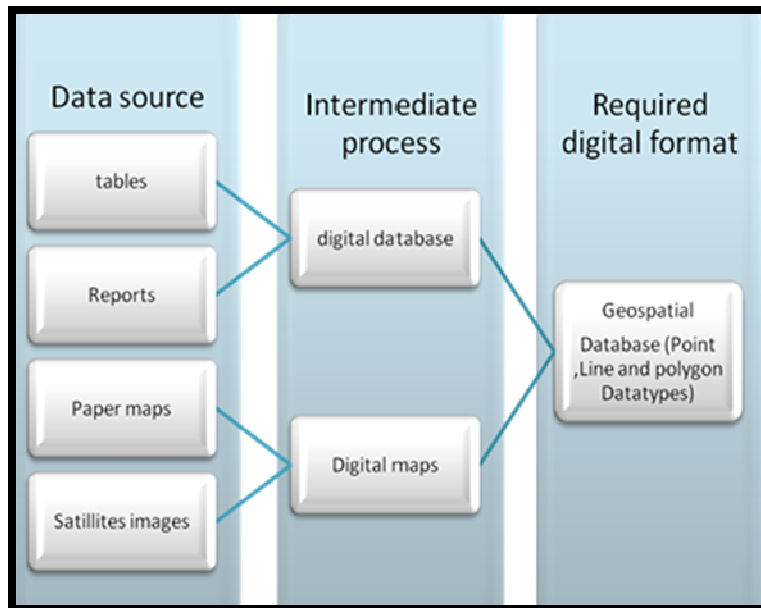 Data source
tables
Reports
Paper maps
Satillites images
Intermediate
process
digital database
Digital maps
Required
digital format
Geospatial
Database (Point
,Line and polygon
Datatypes)